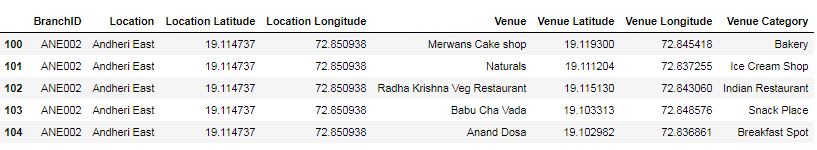 BranchID Location Location Latitude Location Longitude Venue Venue Latitude Venue Longitude Venue Category
100 ANE002 Andheri East 19.114737 72.850938 Merwans Cake shop 19.119300 72.845418 Bakery
101 ANE002 Andheri East 19.114737 72.850938 Naturals 19.111204 72.837255 Ice Cream Shop
102 ANE002 Andheri East 19.114737 72.850938 Radha Krishna Veg Restaurant 19.115130 72.843060 Indian Restaurant
103 ANE002 Andheri East 19.114737 72.850938 Babu Cha Vada 19.103313 72.848576 Snack Place
104 ANE002 Andheri East 19.114737 72.850938 Anand Dosa 19.102982 72.836861 Breakfast Spot